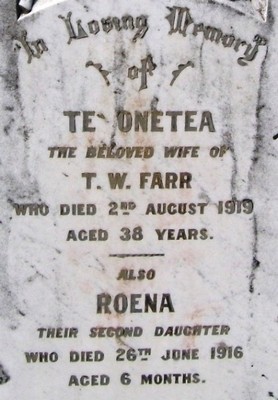 In Loving Memory
of
TE ONETEA
THE BELOVED WIFE OF
T. W. FARR
WHO DIED 2ND AUGUST 1919
AGED 38 YEARS.
ALSO
ROENA
THEIR SECOND DAUGHTER
WHO DIED 26TH JUNE 1916
AGED 6 MONTHS.